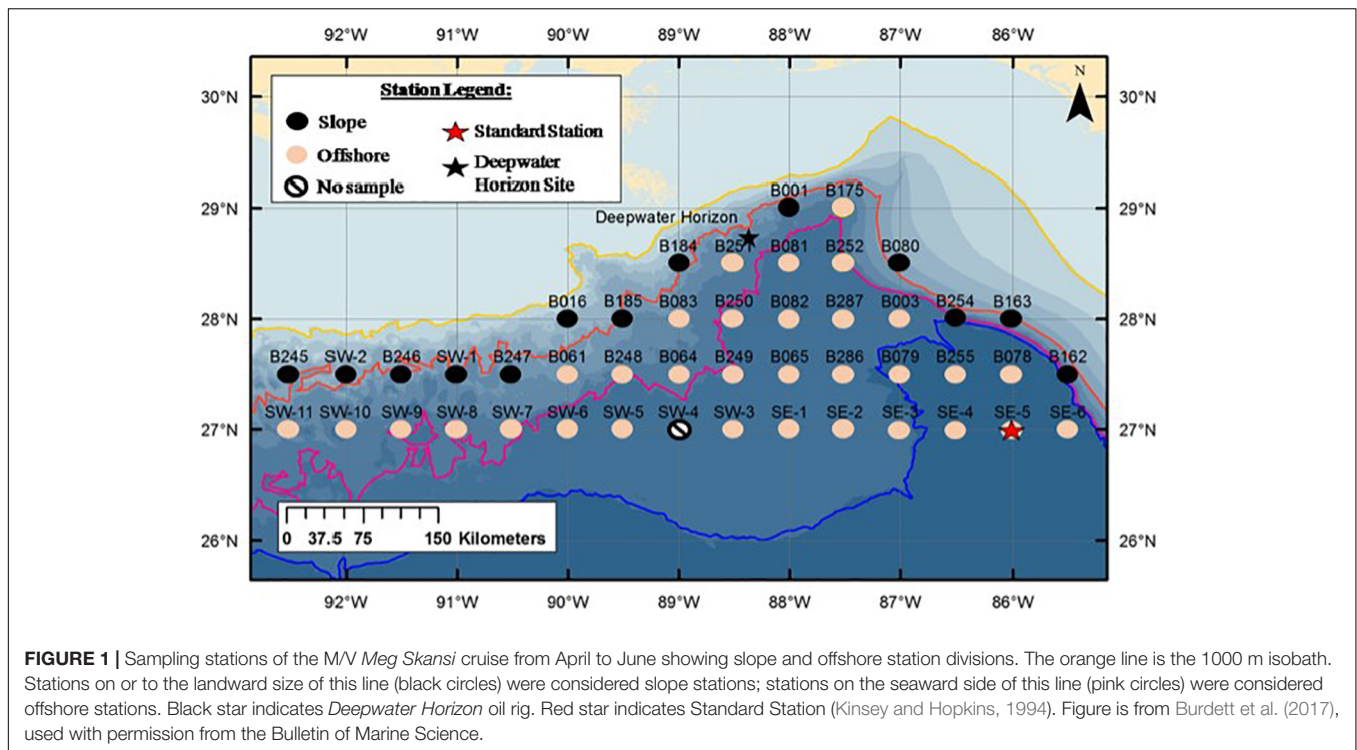 92°W 91°W 90°W 89°W 88°W 87°W 86°W
N
30°N 30°N
Station Legend:
Slope
Offshore
No sample
Standard Station
Deepwater
Horizon Site
B001 B175
29°N 29°N
Deepwater Horizon
B184 B251 B081 B252 B080
B016 B185 B083 B250 B082 B287 B003 B254 B163
28°N 28°N
B245 SW-2 B246 SW-1 B247 B061 B248 B064 B249 B065 B286 B079 B255 B078 B162
SW-11 SW-10 SW-9 SW-8 SW-7 SW-6 SW-5 SW-4 SW-3 SE-1 SE-2 SE-3 SE-4 SE-5 SE-6
27°N 27°N
0 37.5 75 150 Kilometers
26°N 26°N
92°W 91°W 90°W 89°W 88°W 87°W 86°W
FIGURE 1 | Sampling stations of the M/V Meg Skansi cruise from April to June showing slope and offshore station divisions. The orange line is the 1000 m isobath.
Stations on or to the landward size of this line (black circles) were considered slope stations; stations on the seaward side of this line (pink circles) were considered
offshore stations. Black star indicates Deepwater Horizon oil rig. Red star indicates Standard Station (Kinsey and Hopkins, 1994). Figure is from Burdett et al. (2017),
used with permission from the Bulletin of Marine Science.